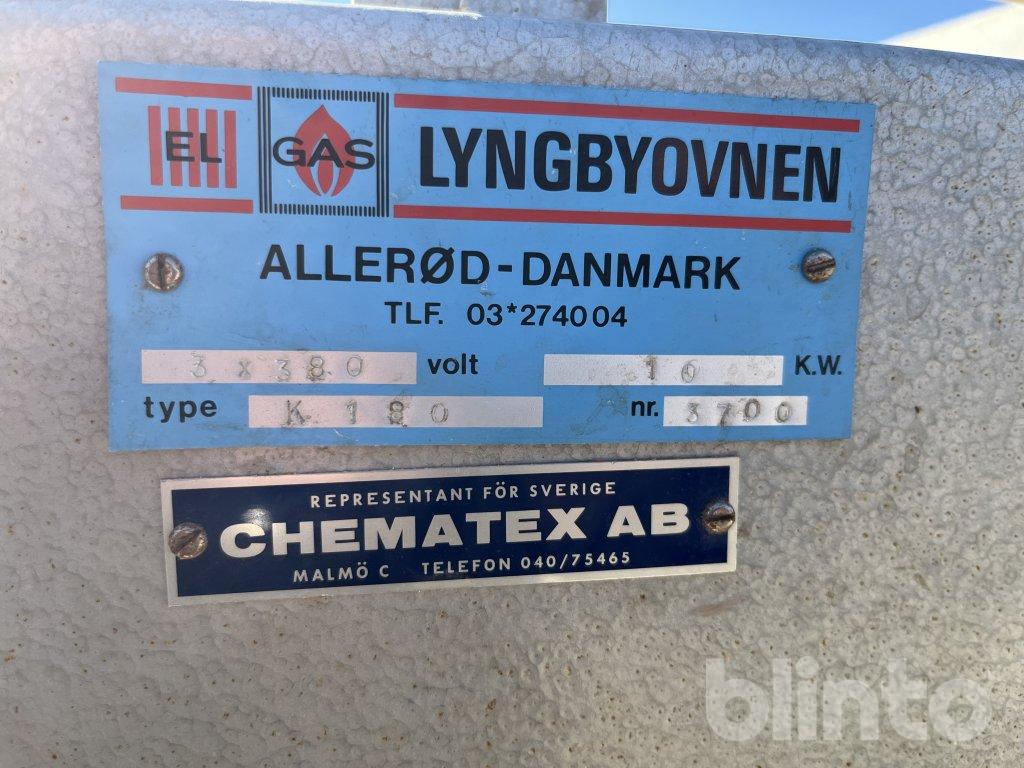 EL GAS LYNGBYOVNEN
ALLERØD-DANMARK
TLF. 03*274004
3 x 380 volt 10 K.W.
type K 180 nr. 3700
REPRESENTANT FÖR SVERIGE
CHEMATEX AB
MALMÖ C TELEFON 040/75465
blinto